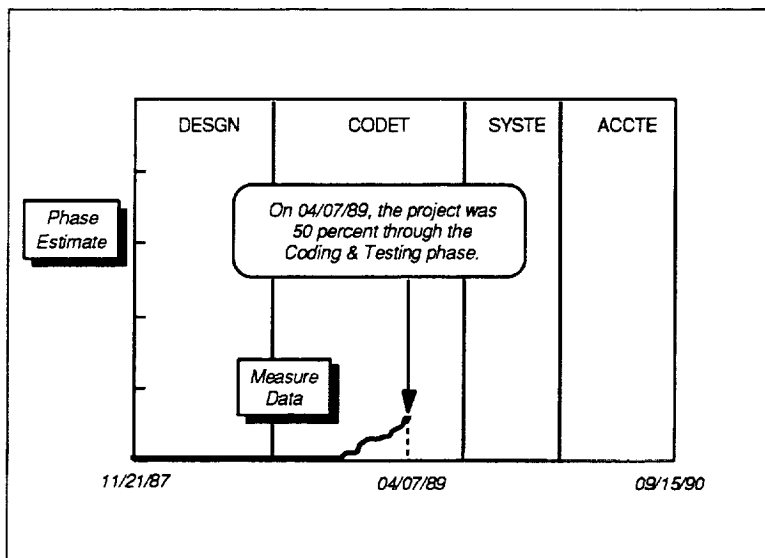 DESGN CODET SYSTE ACCTE
Phase
Estimate
On 04/07/89, the project was
50 percent through the
Coding & Testing phase.
Measure
Data
11/21/87 04/07/89 09/15/90